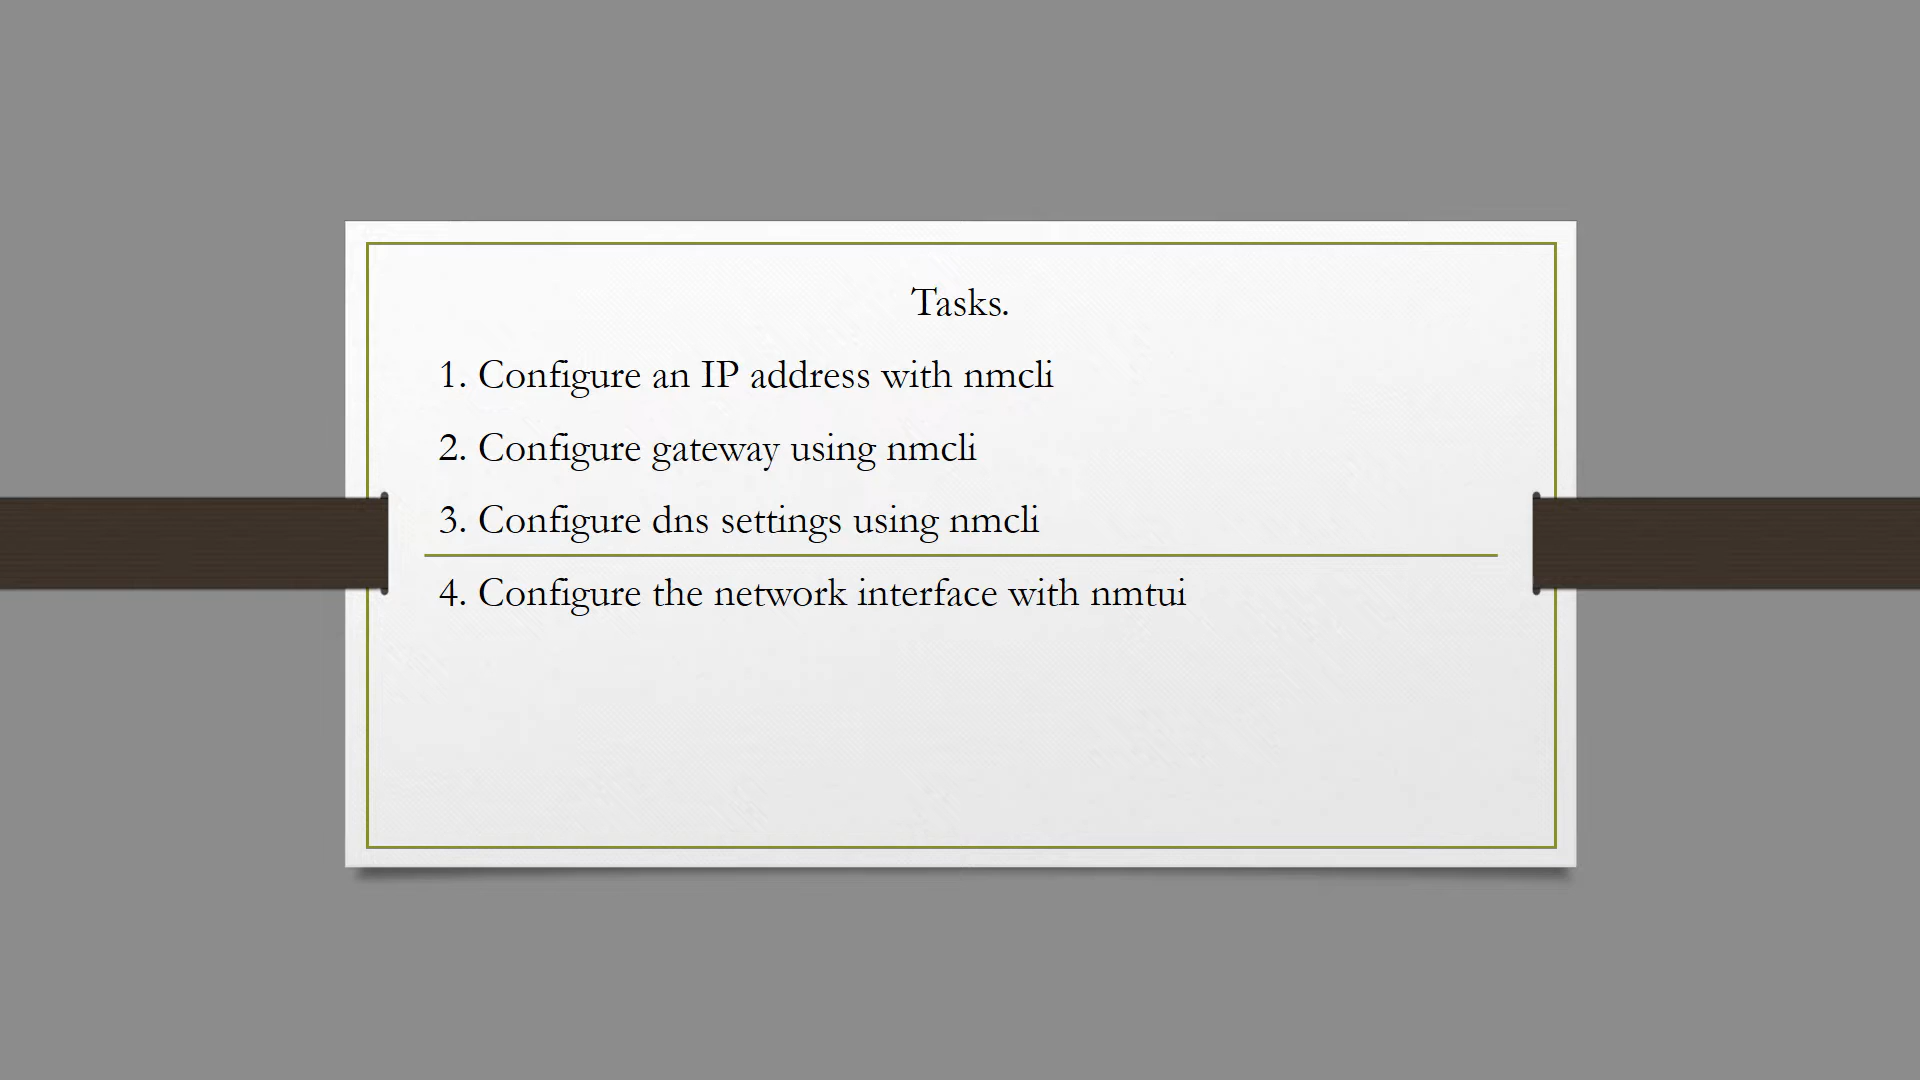 Tasks.
1. Configure an IP address with nmcli
2. Configure gateway using nmcli
3. Configure dns settings using nmcli
4. Configure the network interface with nmtui